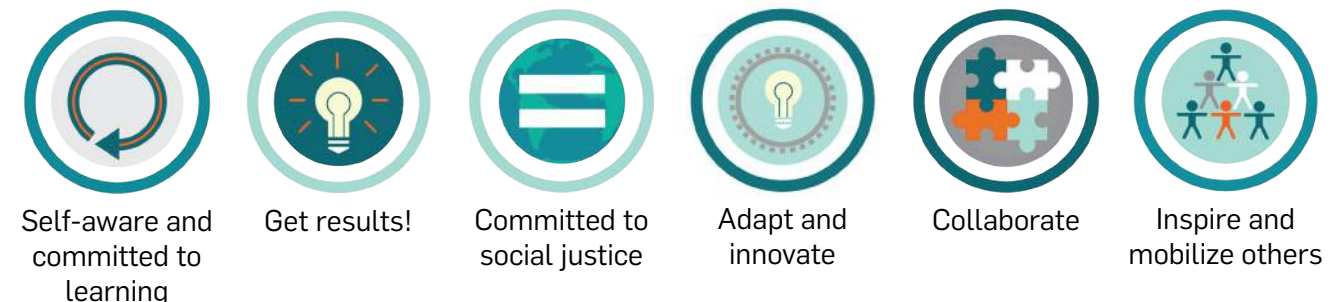 Self-aware and
committed to
learning
Get results!
Committed to
social justice
Adapt and
innovate
Collaborate
Inspire and
mobilize others